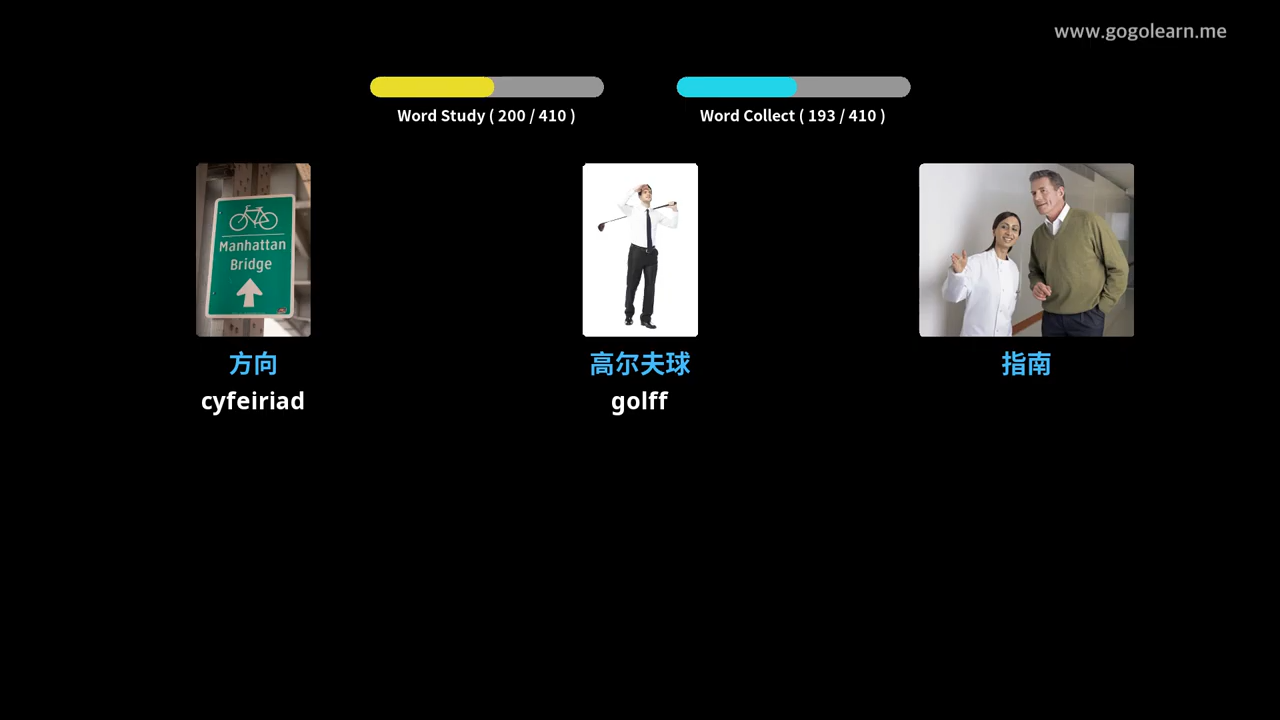 www.gogolearn.me
Word Study ( 200 / 410 )
Word Collect ( 193 / 410 )
Manhattan
Bridge
方向
高尔夫球
指南
cyfeiriad
golff